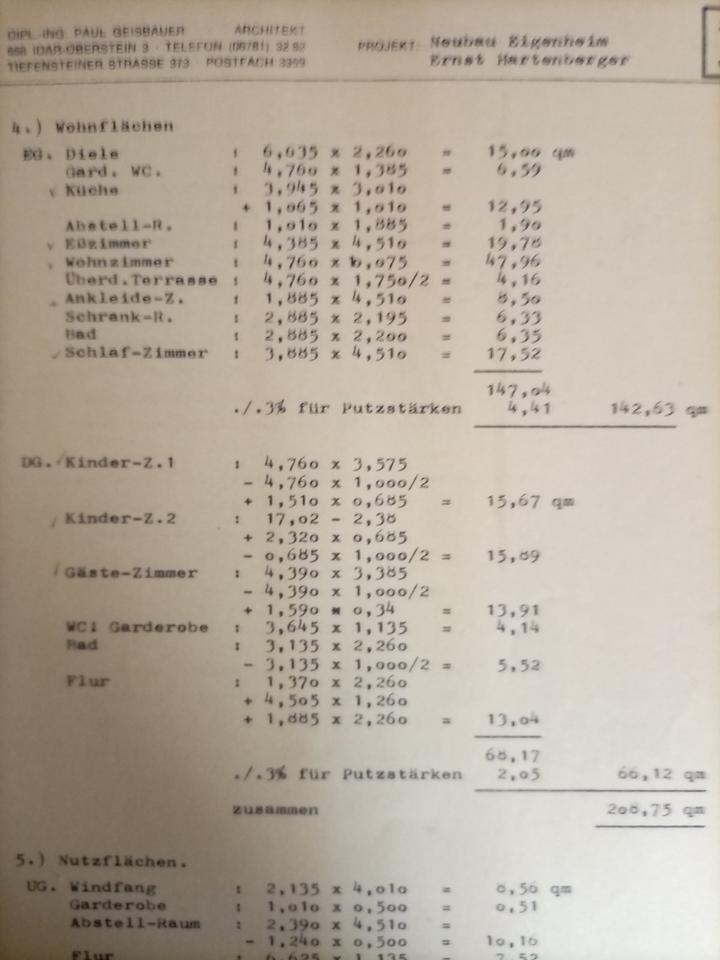 DIPL.-ING. PAUL GEISBAUER ARCHITEKT
658 IDAR-OBERSTEIN 3 · TELEFON (06781) 32 92
TIEFENSTEINER STRASSE 373 · POSTFACH 3369
PROJEKT: Neubau Eigenheim
Ernst Hartenberger
4.) Wohnflächen
EG. Diele : 6,635 x 2,260 = 15,00 qm
Gard. WC. : 4,760 x 1,385 = 6,59
Küche : 3,945 x 3,010
+ 1,065 x 1,010 = 12,95
Abstell-R. : 1,010 x 1,885 = 1,90
Eßzimmer : 4,385 x 4,510 = 19,78
Wohnzimmer : 4,760 x ,075 = 47,96
Überd.Terrasse : 4,760 x 1,750/2 = 4,16
Ankleide-Z. : 1,885 x 4,510 = 8,50
Schrank-R. : 2,885 x 2,195 = 6,33
Bad : 2,885 x 2,200 = 6,35
Schlaf-Zimmer : 3,885 x 4,510 = 17,52
147,04
./.3% für Putzstärken 4,41 142,63 qm
DG. Kinder-Z.1 : 4,760 x 3,575
- 4,760 x 1,000/2
+ 1,510 x 0,685 = 15,67 qm
Kinder-Z.2 : 17,02 - 2,38
+ 2,320 x 0,685
- 0,685 x 1,000/2 = 15,89
Gäste-Zimmer : 4,390 x 3,385
- 4,390 x 1,000/2
+ 1,590 x 0,34 = 13,91
WC; Garderobe : 3,645 x 1,135 = 4,14
Bad : 3,135 x 2,260
- 3,135 x 1,000/2 = 5,52
Flur : 1,370 x 2,260
+ 4,505 x 1,260
+ 1,885 x 2,260 = 13,04
68,17
./.3% für Putzstärken 2,05 66,12 qm
zusammen 208,75 qm
5.) Nutzflächen.
UG. Windfang : 2,135 x 4,010 = 8,56 qm
Garderobe : 1,010 x 0,500 = 0,51
Abstell-Raum : 2,390 x 4,510 =
- 1,240 x 0,500 = 10,16
Flur : 6,625 x 1,135 = 7,52